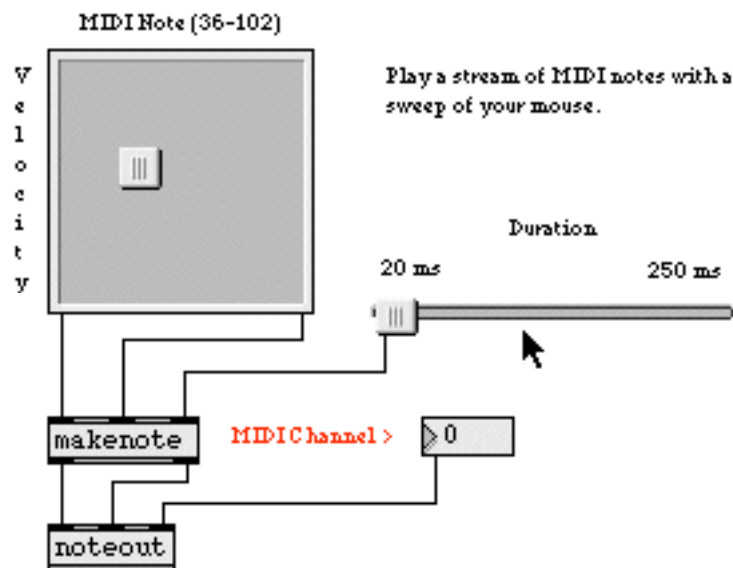 MIDI Note (36-102)
Velocity
Play a stream of MIDI notes with a
sweep of your mouse.
Duration
20 ms
250 ms
makenote
MIDI Channel >
0
noteout